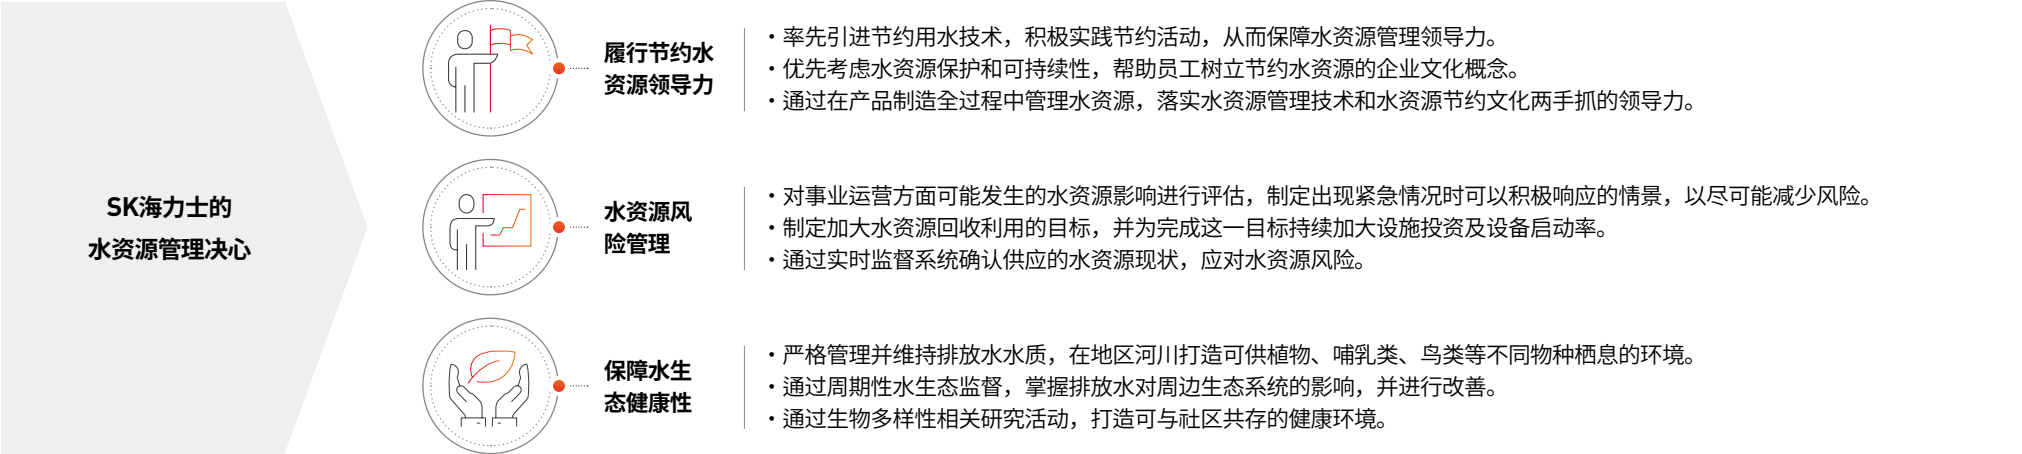 SK海力士的
水资源管理决心
履行节约水
资源领导力
・率先引进节约用水技术，积极实践节约活动，从而保障水资源管理领导力。
・优先考虑水资源保护和可持续性，帮助员工树立节约水资源的企业文化概念。
・通过在产品制造全过程中管理水资源，落实水资源管理技术和水资源节约文化两手抓的领导力。
水资源风
险管理
・对事业运营方面可能发生的水资源影响进行评估，制定出现紧急情况时可以积极响应的情景，以尽可能减少风险。
・制定加大水资源回收利用的目标，并为完成这一目标持续加大设施投资及设备启动率。
・通过实时监督系统确认供应的水资源现状，应对水资源风险。
保障水生
态健康性
・严格管理并维持排放水水质，在地区河川打造可供植物、哺乳类、鸟类等不同物种栖息的环境。
・通过周期性水生态监督，掌握排放水对周边生态系统的影响，并进行改善。
・通过生物多样性相关研究活动，打造可与社区共存的健康环境。